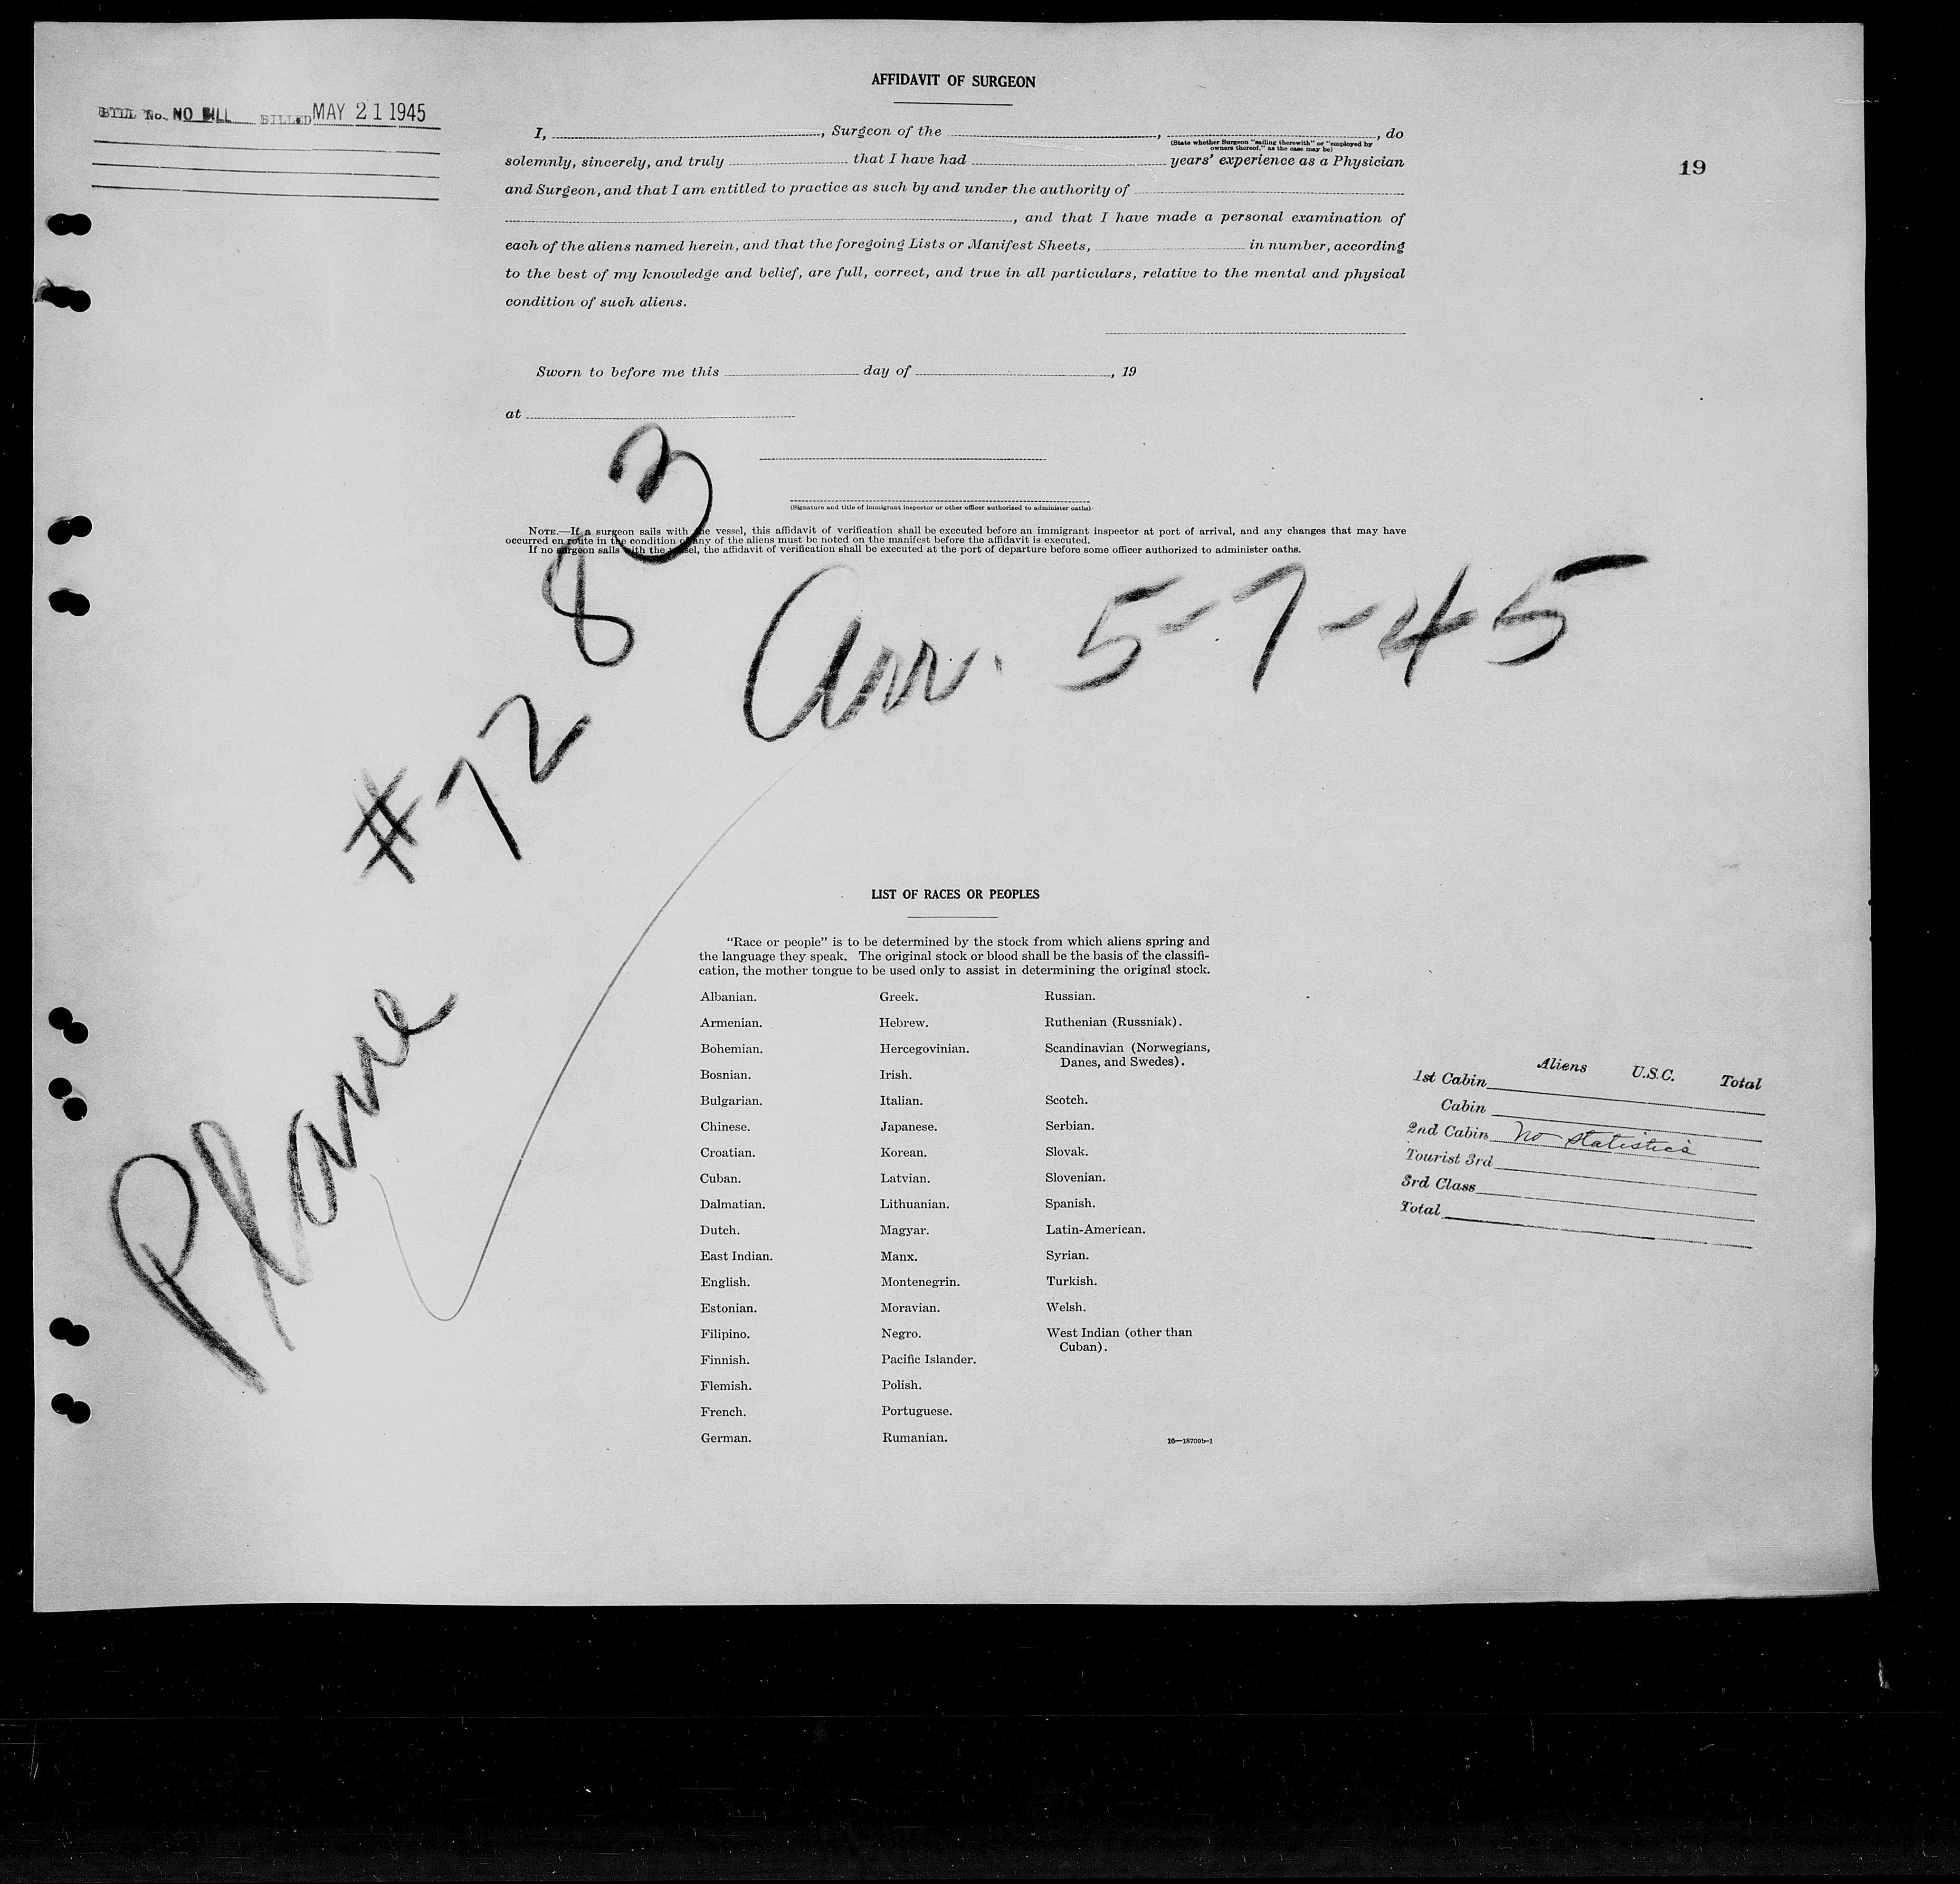 AFFIDAVIT OF SURGEON
BILL No. NO BILL BILLED MAY 21 1945
19
I, , Surgeon of the , , do
(State whether Surgeon "sailing therewith" or "employed by
owners thereof," as the case may be)
solemnly, sincerely, and truly that I have had years' experience as a Physician
and Surgeon, and that I am entitled to practice as such by and under the authority of
, and that I have made a personal examination of
each of the aliens named herein, and that the foregoing Lists or Manifest Sheets, in number, according
to the best of my knowledge and belief, are full, correct, and true in all particulars, relative to the mental and physical
condition of such aliens.
Sworn to before me this day of , 19
at
(Signature and title of immigrant inspector or other officer authorized to administer oaths)
NOTE.—If a surgeon sails with the vessel, this affidavit of verification shall be executed before an immigrant inspector at port of arrival, and any changes that may have
occurred en route in the condition of any of the aliens must be noted on the manifest before the affidavit is executed.
If no surgeon sails with the vessel, the affidavit of verification shall be executed at the port of departure before some officer authorized to administer oaths.
Plane #7283
Arr. 5-7-45
LIST OF RACES OR PEOPLES
"Race or people" is to be determined by the stock from which aliens spring and
the language they speak. The original stock or blood shall be the basis of the classifi-
cation, the mother tongue to be used only to assist in determining the original stock.
Albanian.
Armenian.
Bohemian.
Bosnian.
Bulgarian.
Chinese.
Croatian.
Cuban.
Dalmatian.
Dutch.
East Indian.
English.
Estonian.
Filipino.
Finnish.
Flemish.
French.
German.
Greek.
Hebrew.
Hercegovinian.
Irish.
Italian.
Japanese.
Korean.
Latvian.
Lithuanian.
Magyar.
Manx.
Montenegrin.
Moravian.
Negro.
Pacific Islander.
Polish.
Portuguese.
Rumanian.
Russian.
Ruthenian (Russniak).
Scandinavian (Norwegians,
Danes, and Swedes).
Scotch.
Serbian.
Slovak.
Slovenian.
Spanish.
Latin-American.
Syrian.
Turkish.
Welsh.
West Indian (other than
Cuban).
16—18700b-1
Aliens U.S.C. Total
1st Cabin
Cabin
2nd Cabin No statistics
Tourist 3rd
3rd Class
Total